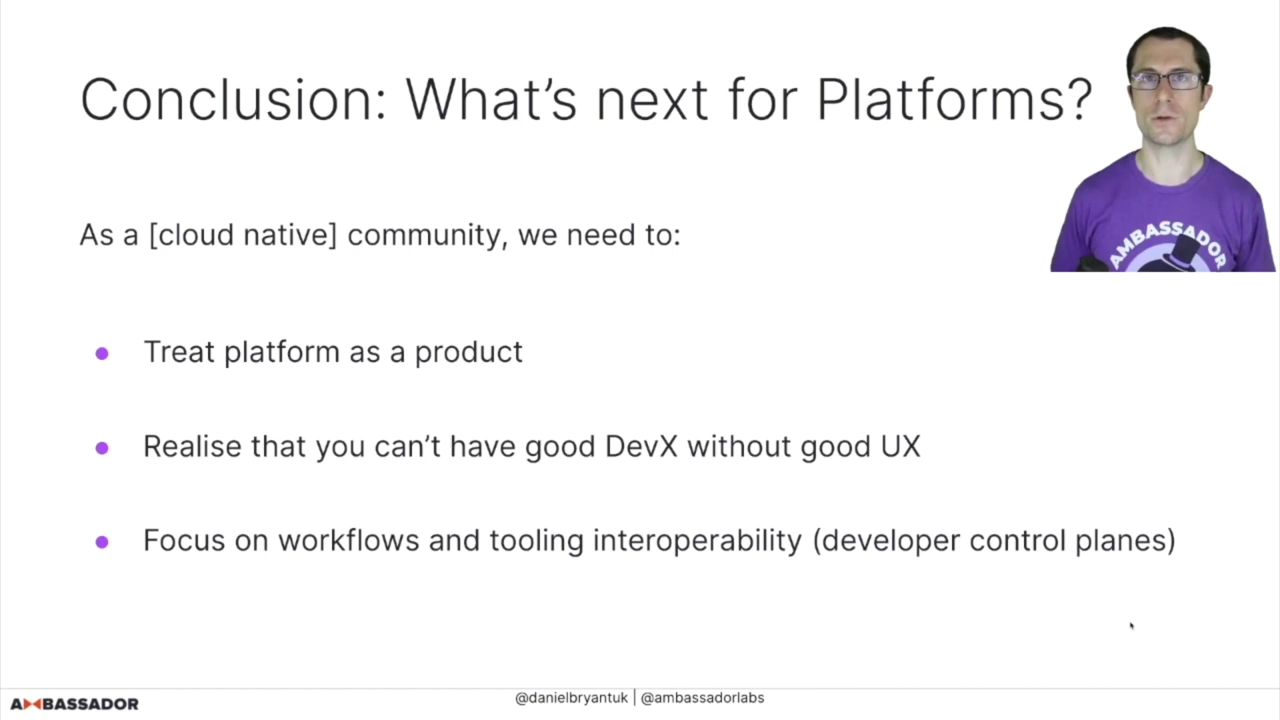 Conclusion: What's next for Platforms?
As a [cloud native] community, we need to:
● Treat platform as a product
● Realise that you can't have good DevX without good UX
● Focus on workflows and tooling interoperability (developer control planes)
AMBASSADOR
AMBASSADOR
@danielbryantuk | @ambassadorlabs